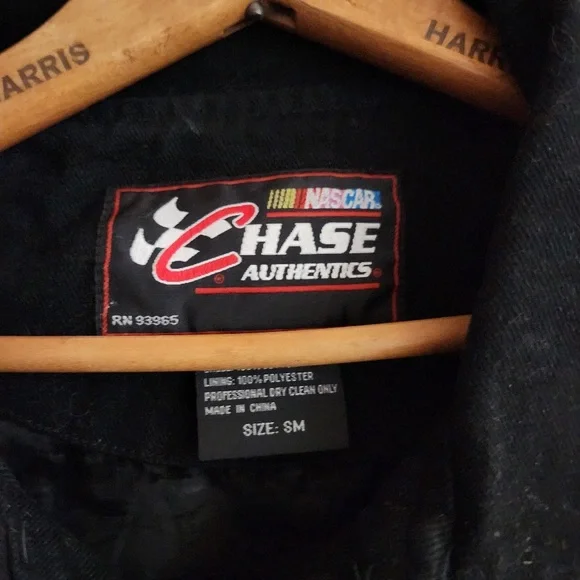 HARRIS
HARR
NASCAR
CHASE
AUTHENTICS
RN 93965
LINING: 100% POLYESTER
PROFESSIONAL DRY CLEAN ONLY
MADE IN CHINA
SIZE: SM